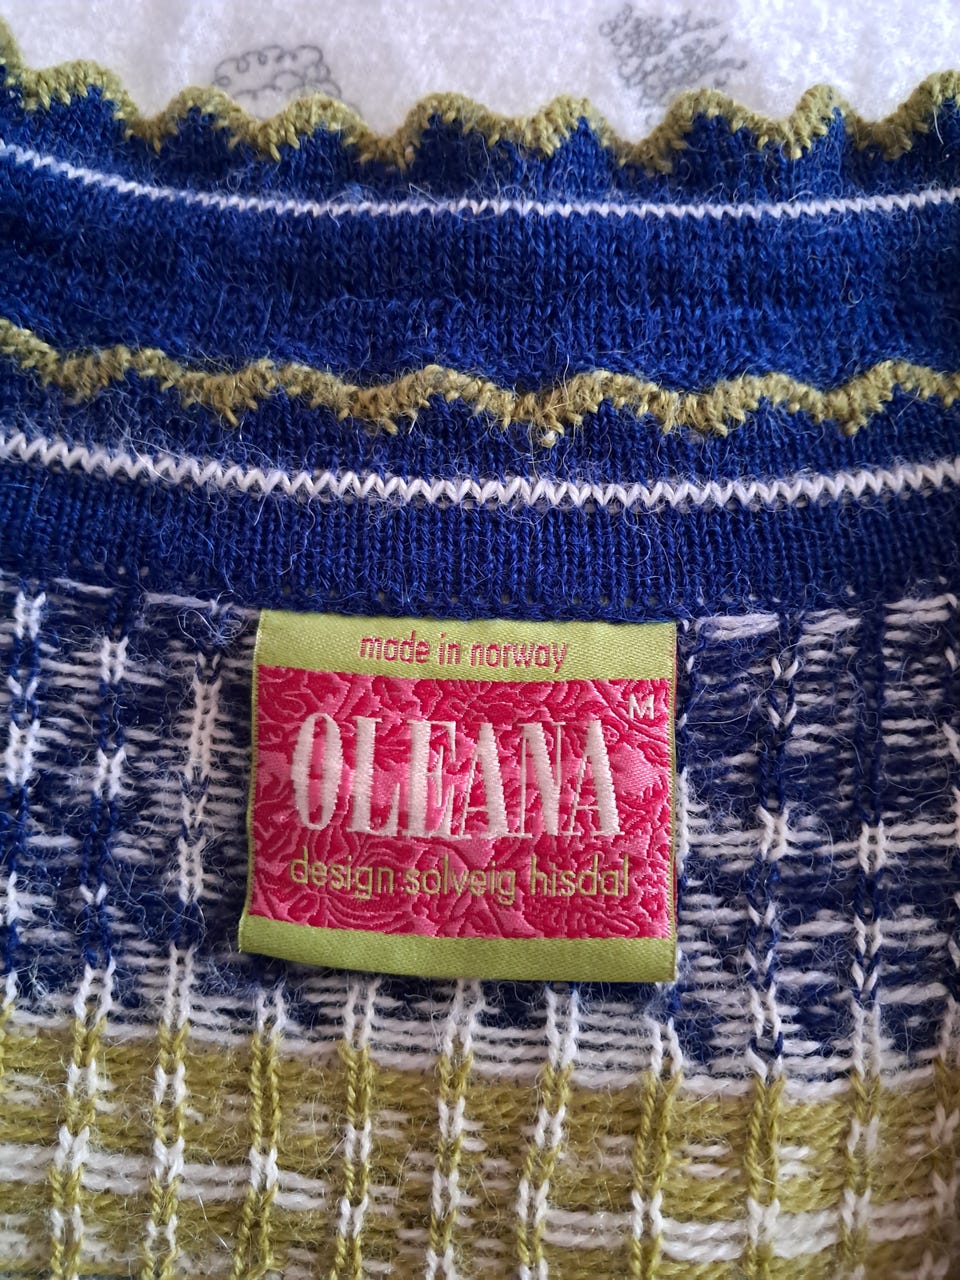 made in norway
M
OLEANA
design solveig hisdal